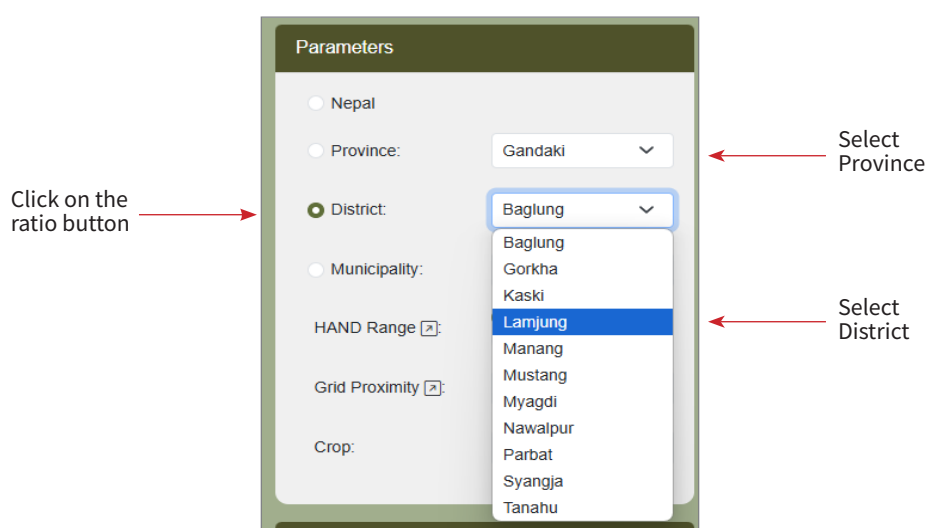 Parameters
Nepal
Province:
Gandaki
Select
Province
Click on the
ratio button
District:
Baglung
Baglung
Gorkha
Municipality:
Kaski
Lamjung
Select
District
HAND Range :
Manang
Mustang
Grid Proximity :
Myagdi
Nawalpur
Crop:
Parbat
Syangja
Tanahu